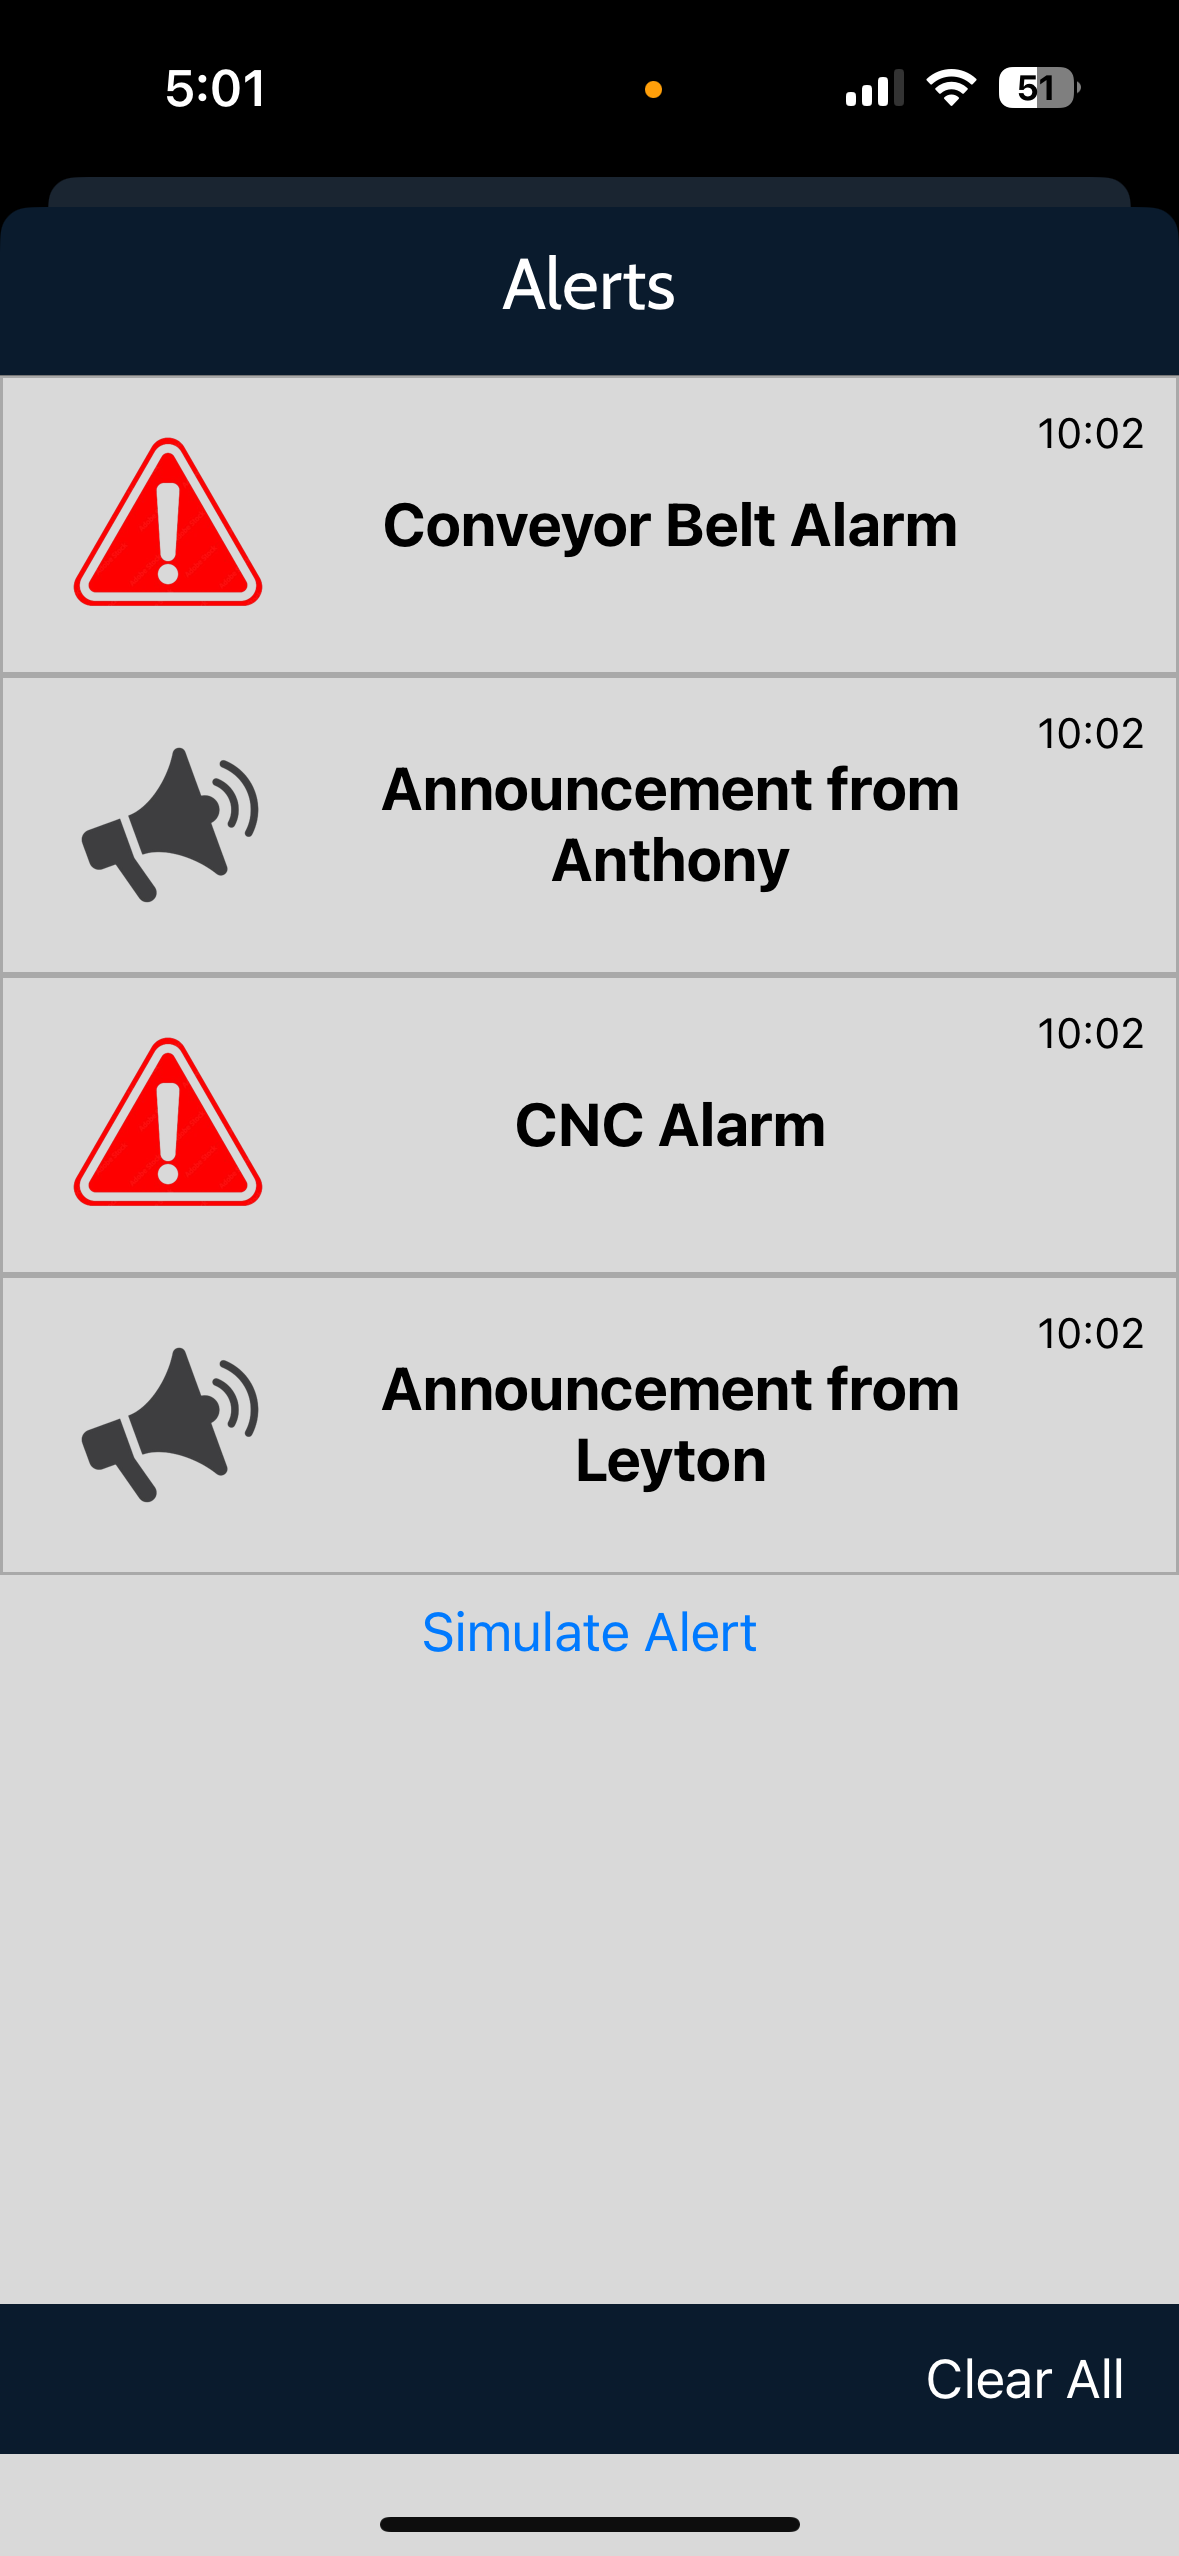 5:01
51
Alerts
10:02
Conveyor Belt Alarm
10:02
Announcement from
Anthony
10:02
CNC Alarm
10:02
Announcement from
Leyton
Simulate Alert
Clear All